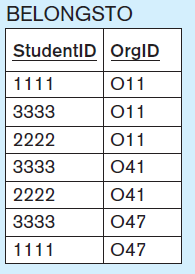 BELONGSTO
StudentID OrgID
1111 O11
3333 O11
2222 O11
3333 O41
2222 O41
3333 O47
1111 O47